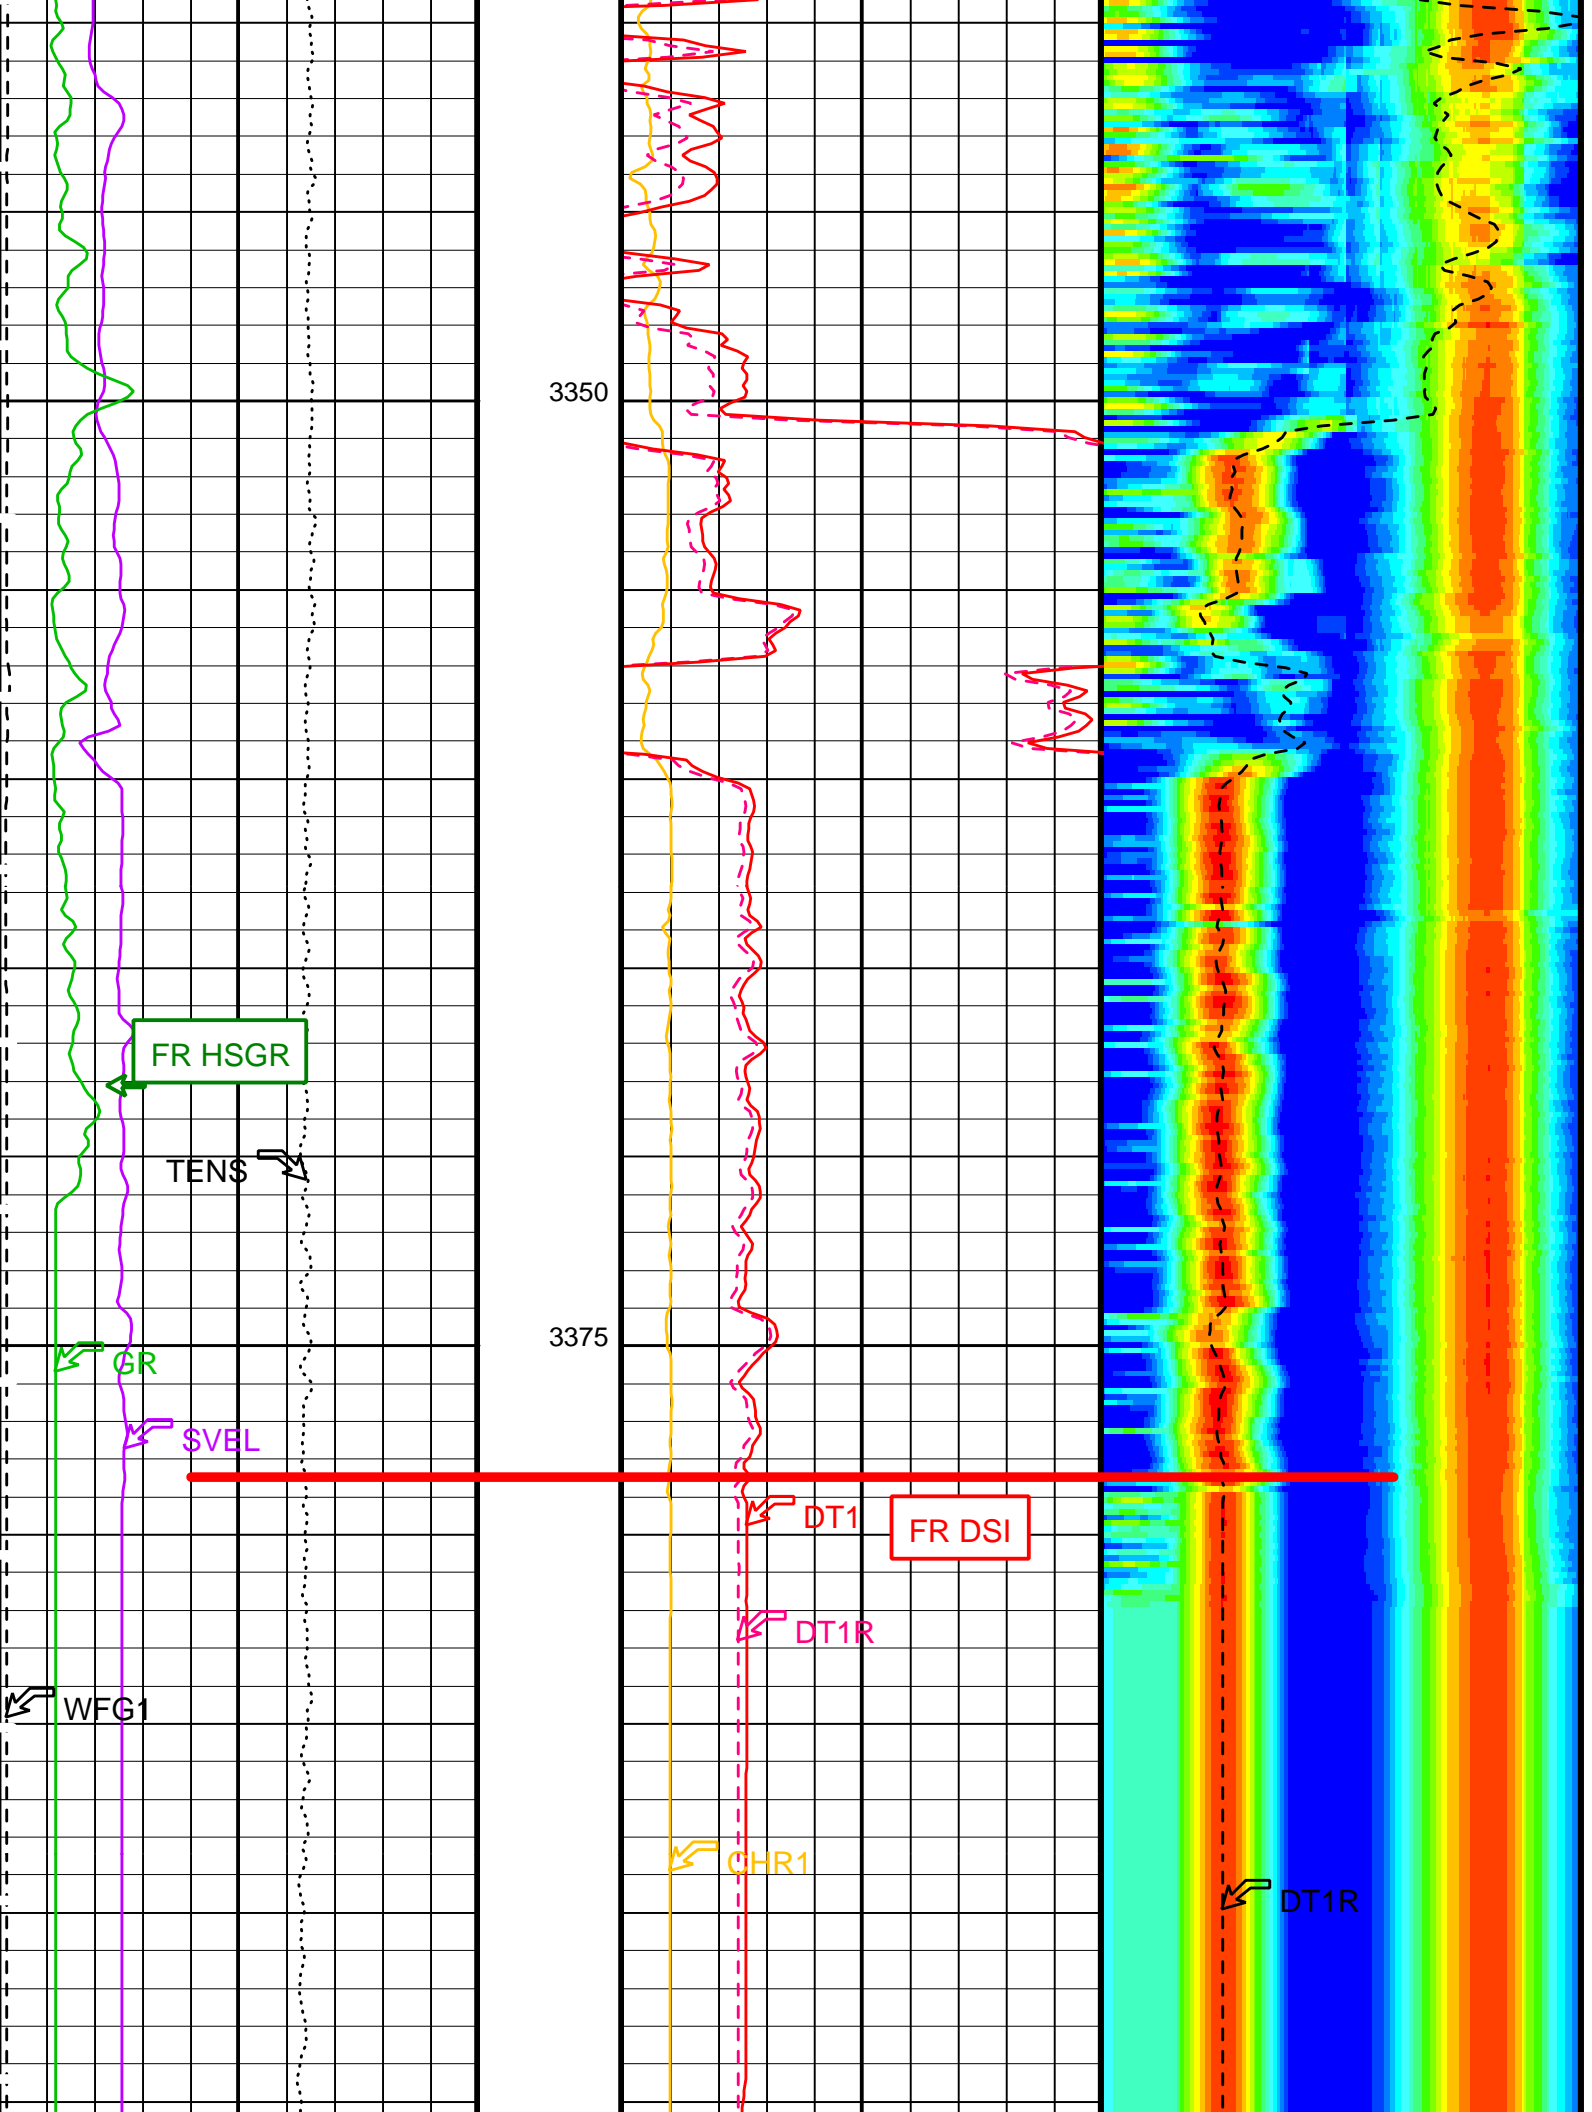 3350
FR HSGR
TENS
3375
GR
SVEL
DT1
FR DSI
DT1R
WFG1
CHR1
DT1R